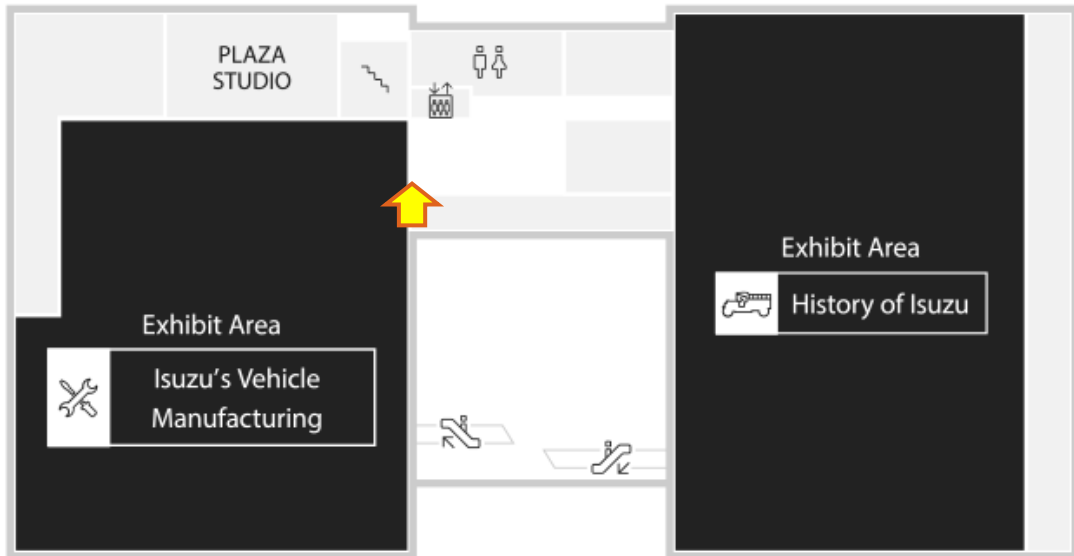 PLAZA
STUDIO
Exhibit Area
History of Isuzu
Exhibit Area
Isuzu's Vehicle
Manufacturing